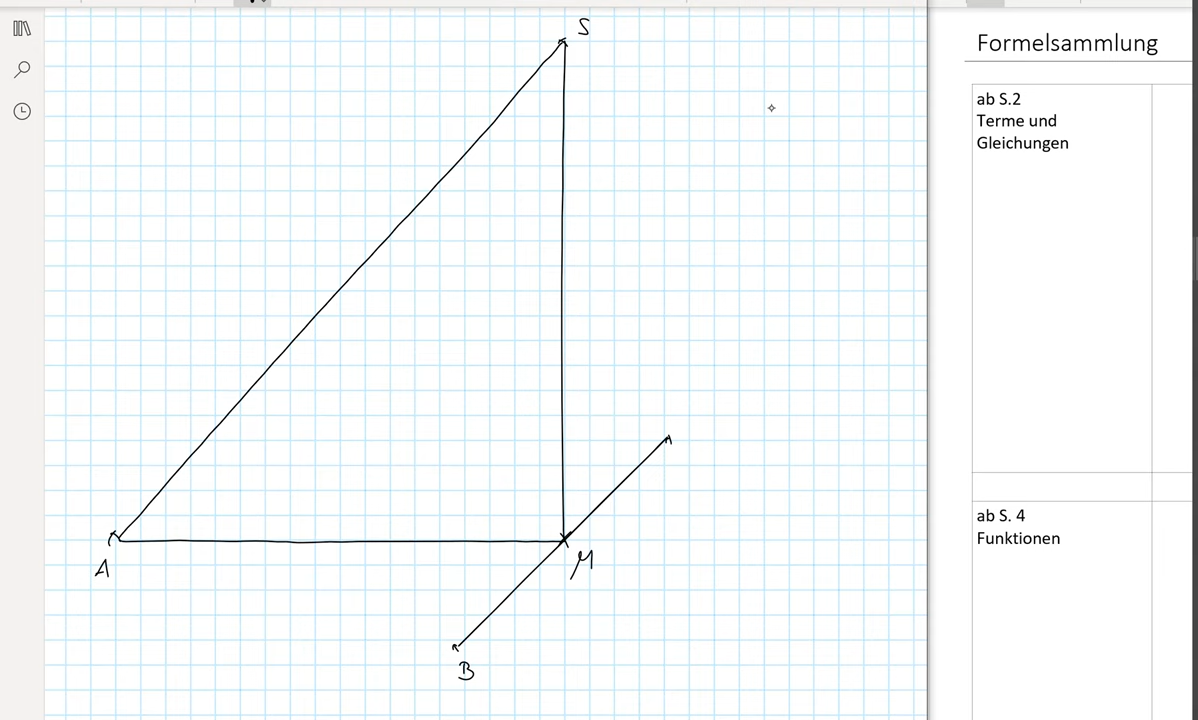 S
A
M
B
Formelsammlung
ab S.2
Terme und
Gleichungen
ab S. 4
Funktionen